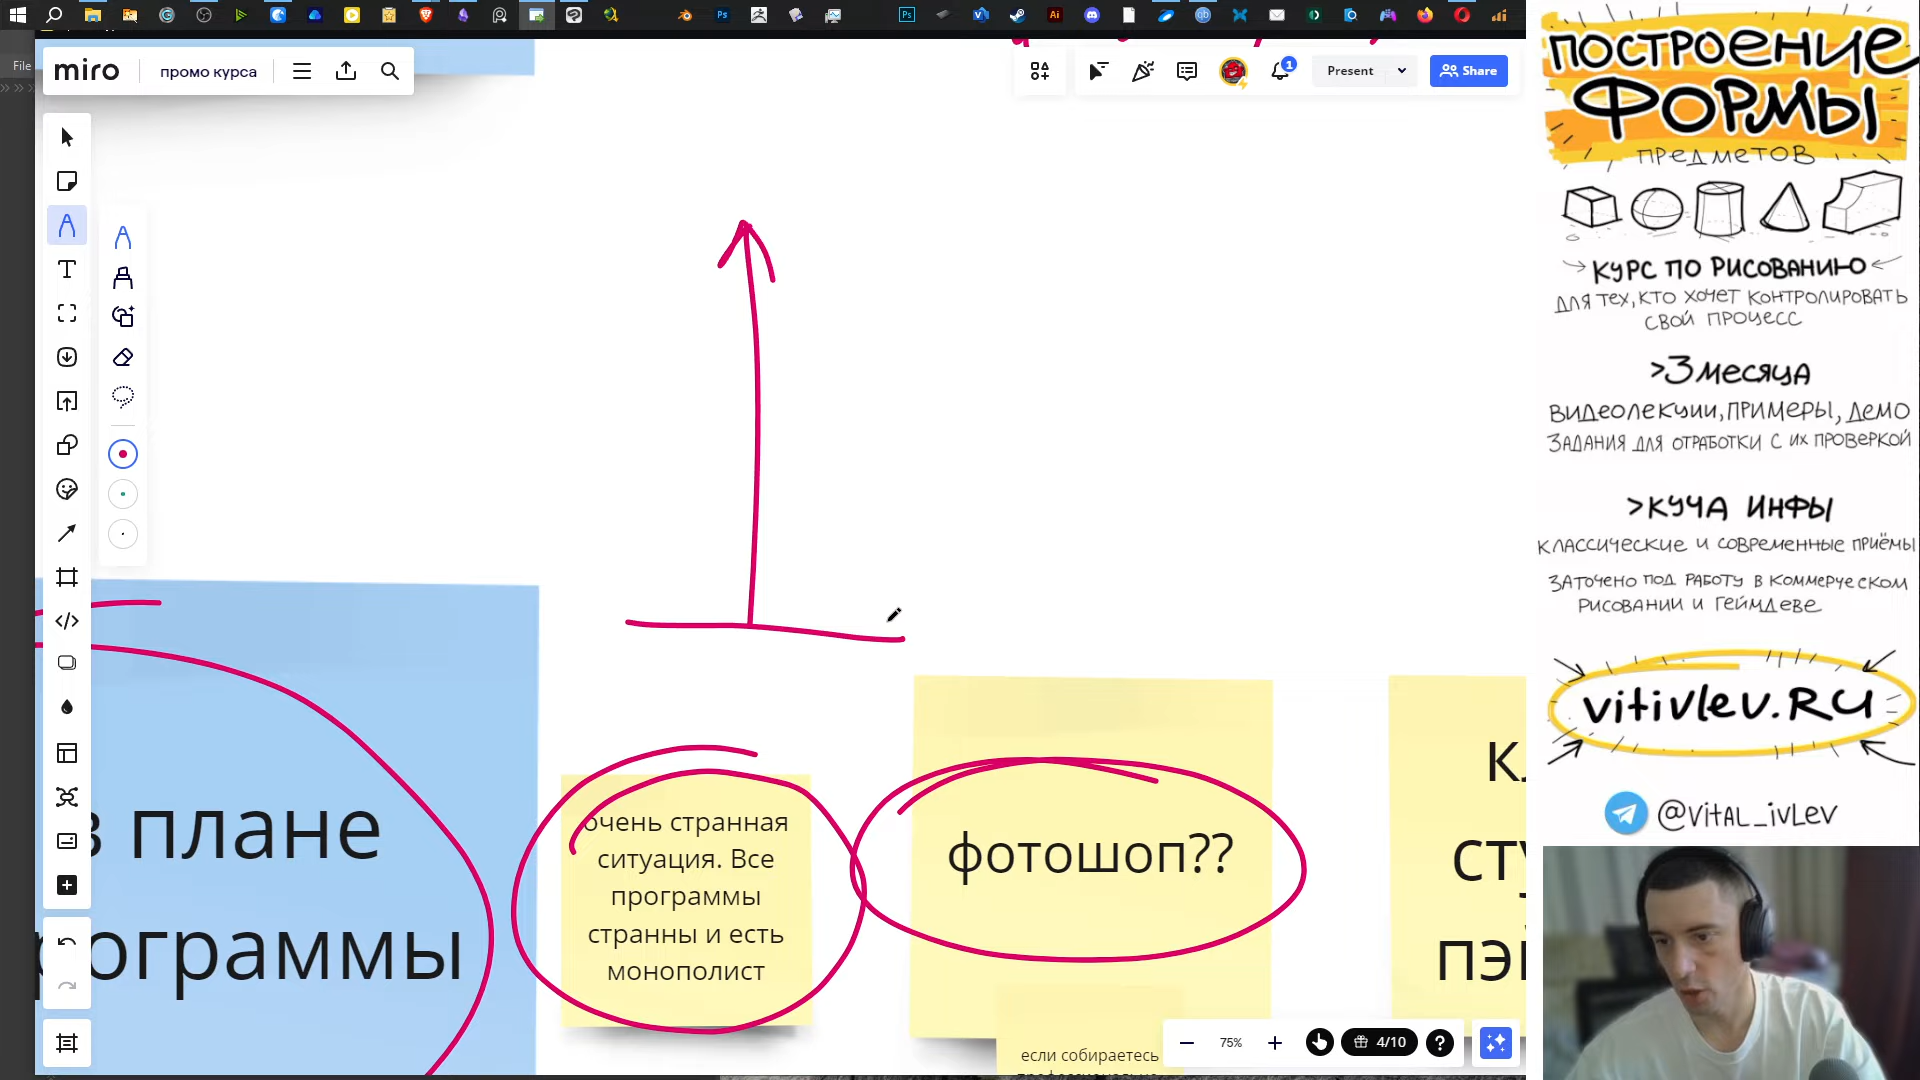 File
miro
промо курса
1
Present
Share
в плане
программы
очень странная
ситуация. Все
программы
странны и есть
монополист
фотошоп??
если собираетесь
75%
4/10
ПОСТРОЕНИЕ
ФОРМЫ
ПРЕДМЕТОВ
КУРС ПО РИСОВАНИЮ
ДЛЯ ТЕХ, КТО ХОЧЕТ КОНТРОЛИРОВАТЬ
СВОЙ ПРОЦЕСС
>3 месяца
ВИДЕОЛЕКЦИИ, ПРИМЕРЫ, ДЕМО
ЗАДАНИЯ ДЛЯ ОТРАБОТКИ С ИХ ПРОВЕРКОЙ
>КУЧА ИНФЫ
КЛАССИЧЕСКИЕ И СОВРЕМЕННЫЕ ПРИЁМЫ
ЗАТОЧЕНО ПОД РАБОТУ В КОММЕРЧЕСКОМ
РИСОВАНИИ И ГЕЙМДЕВЕ
vitivlev.RU
@VITAL_IVLEV